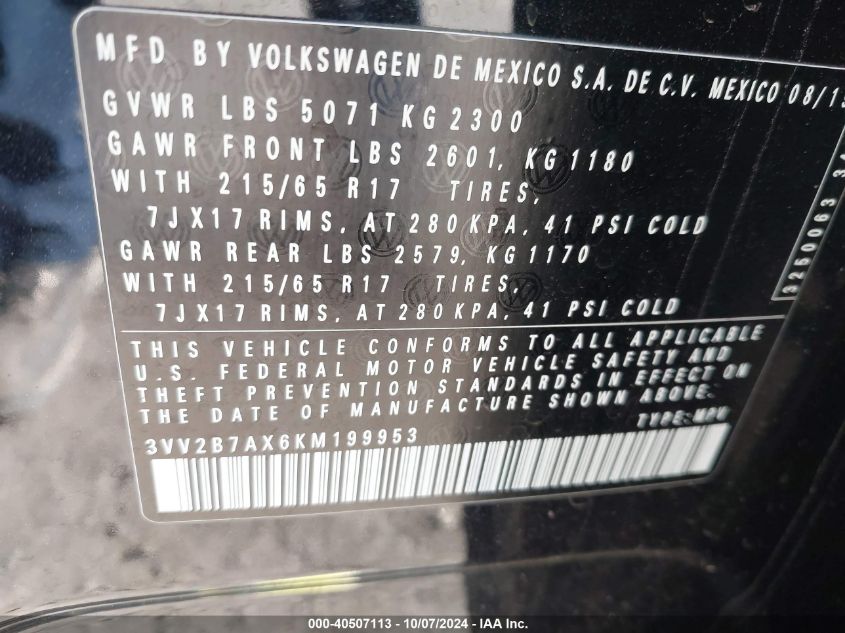 MFD BY VOLKSWAGEN DE MEXICO S.A. DE C.V. MEXICO
GVWR LBS 5071 KG 2300
GAWR FRONT LBS 2601, KG 1180
WITH 215/65 R17 TIRES,
7JX17 RIMS, AT 280 KPA, 41 PSI COLD
GAWR REAR LBS 2579, KG 1170
WITH 215/65 R17 TIRES,
7JX17 RIMS, AT 280 KPA, 41 PSI COLD
THIS VEHICLE CONFORMS TO ALL APPLICABLE
U.S. FEDERAL MOTOR VEHICLE SAFETY AND
THEFT PREVENTION STANDARDS IN EFFECT ON
THE DATE OF MANUFACTURE SHOWN ABOVE.
TYPE: MPV
3VV2B7AX6KM199953
3260063
000-40507113 - 10/07/2024 - IAA Inc.